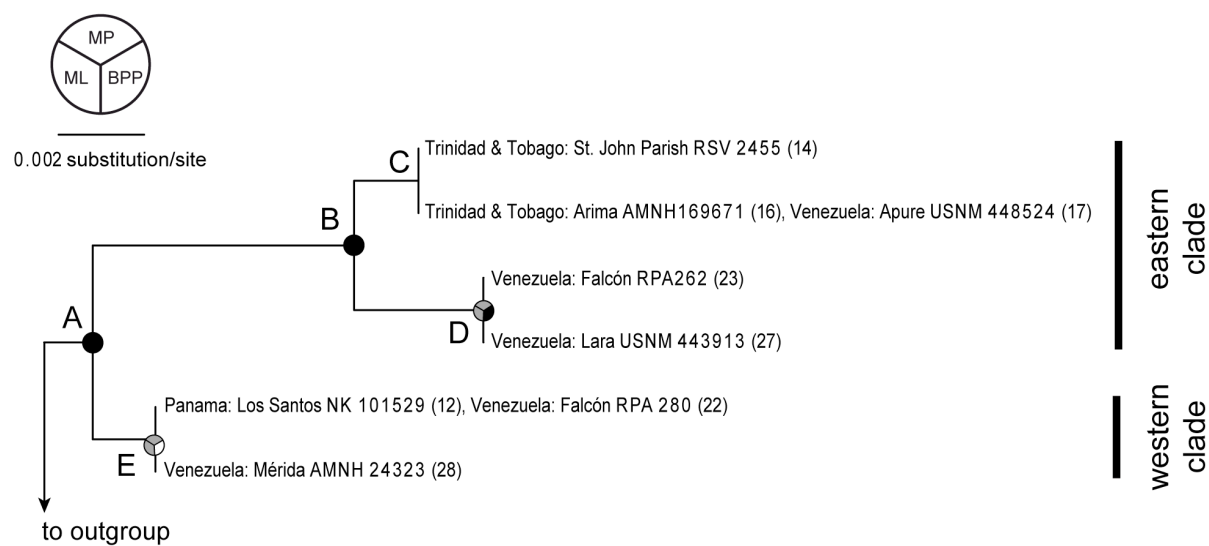 MP
ML BPP
0.002 substitution/site
C
Trinidad & Tobago: St. John Parish RSV 2455 (14)
Trinidad & Tobago: Arima AMNH169671 (16), Venezuela: Apure USNM 448524 (17)
B
Venezuela: Falcón RPA262 (23)
D
Venezuela: Lara USNM 443913 (27)
A
Panama: Los Santos NK 101529 (12), Venezuela: Falcón RPA 280 (22)
E
Venezuela: Mérida AMNH 24323 (28)
to outgroup
eastern
clade
western
clade